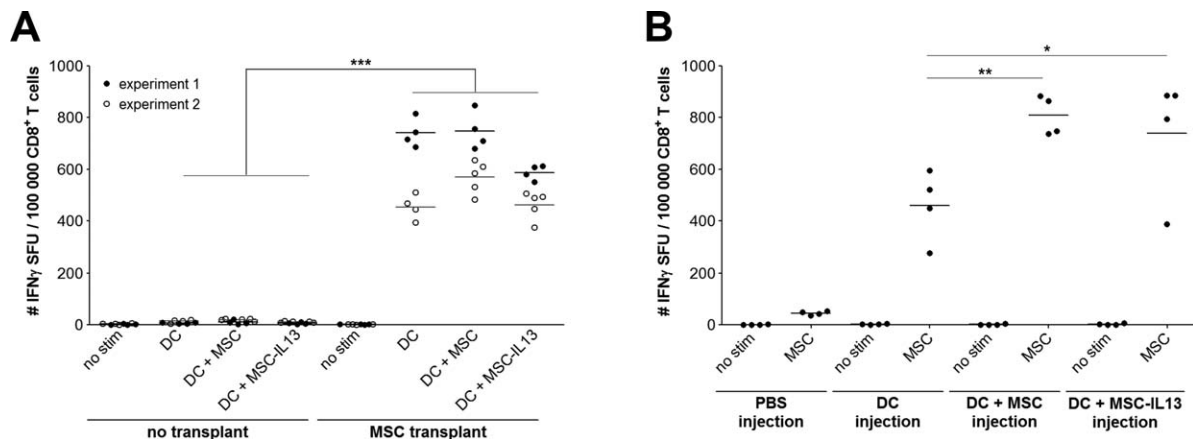 A
# IFNγ SFU / 100 000 CD8⁺ T cells
1000
800
600
400
200
0
experiment 1
experiment 2
***
no stim
DC
DC + MSC
DC + MSC-IL13
no stim
DC
DC + MSC
DC + MSC-IL13
no transplant
MSC transplant
B
# IFNγ SFU / 100 000 CD8⁺ T cells
1000
800
600
400
200
0
*
**
no stim
MSC
no stim
MSC
no stim
MSC
no stim
MSC
PBS
injection
DC
injection
DC + MSC
injection
DC + MSC-IL13
injection